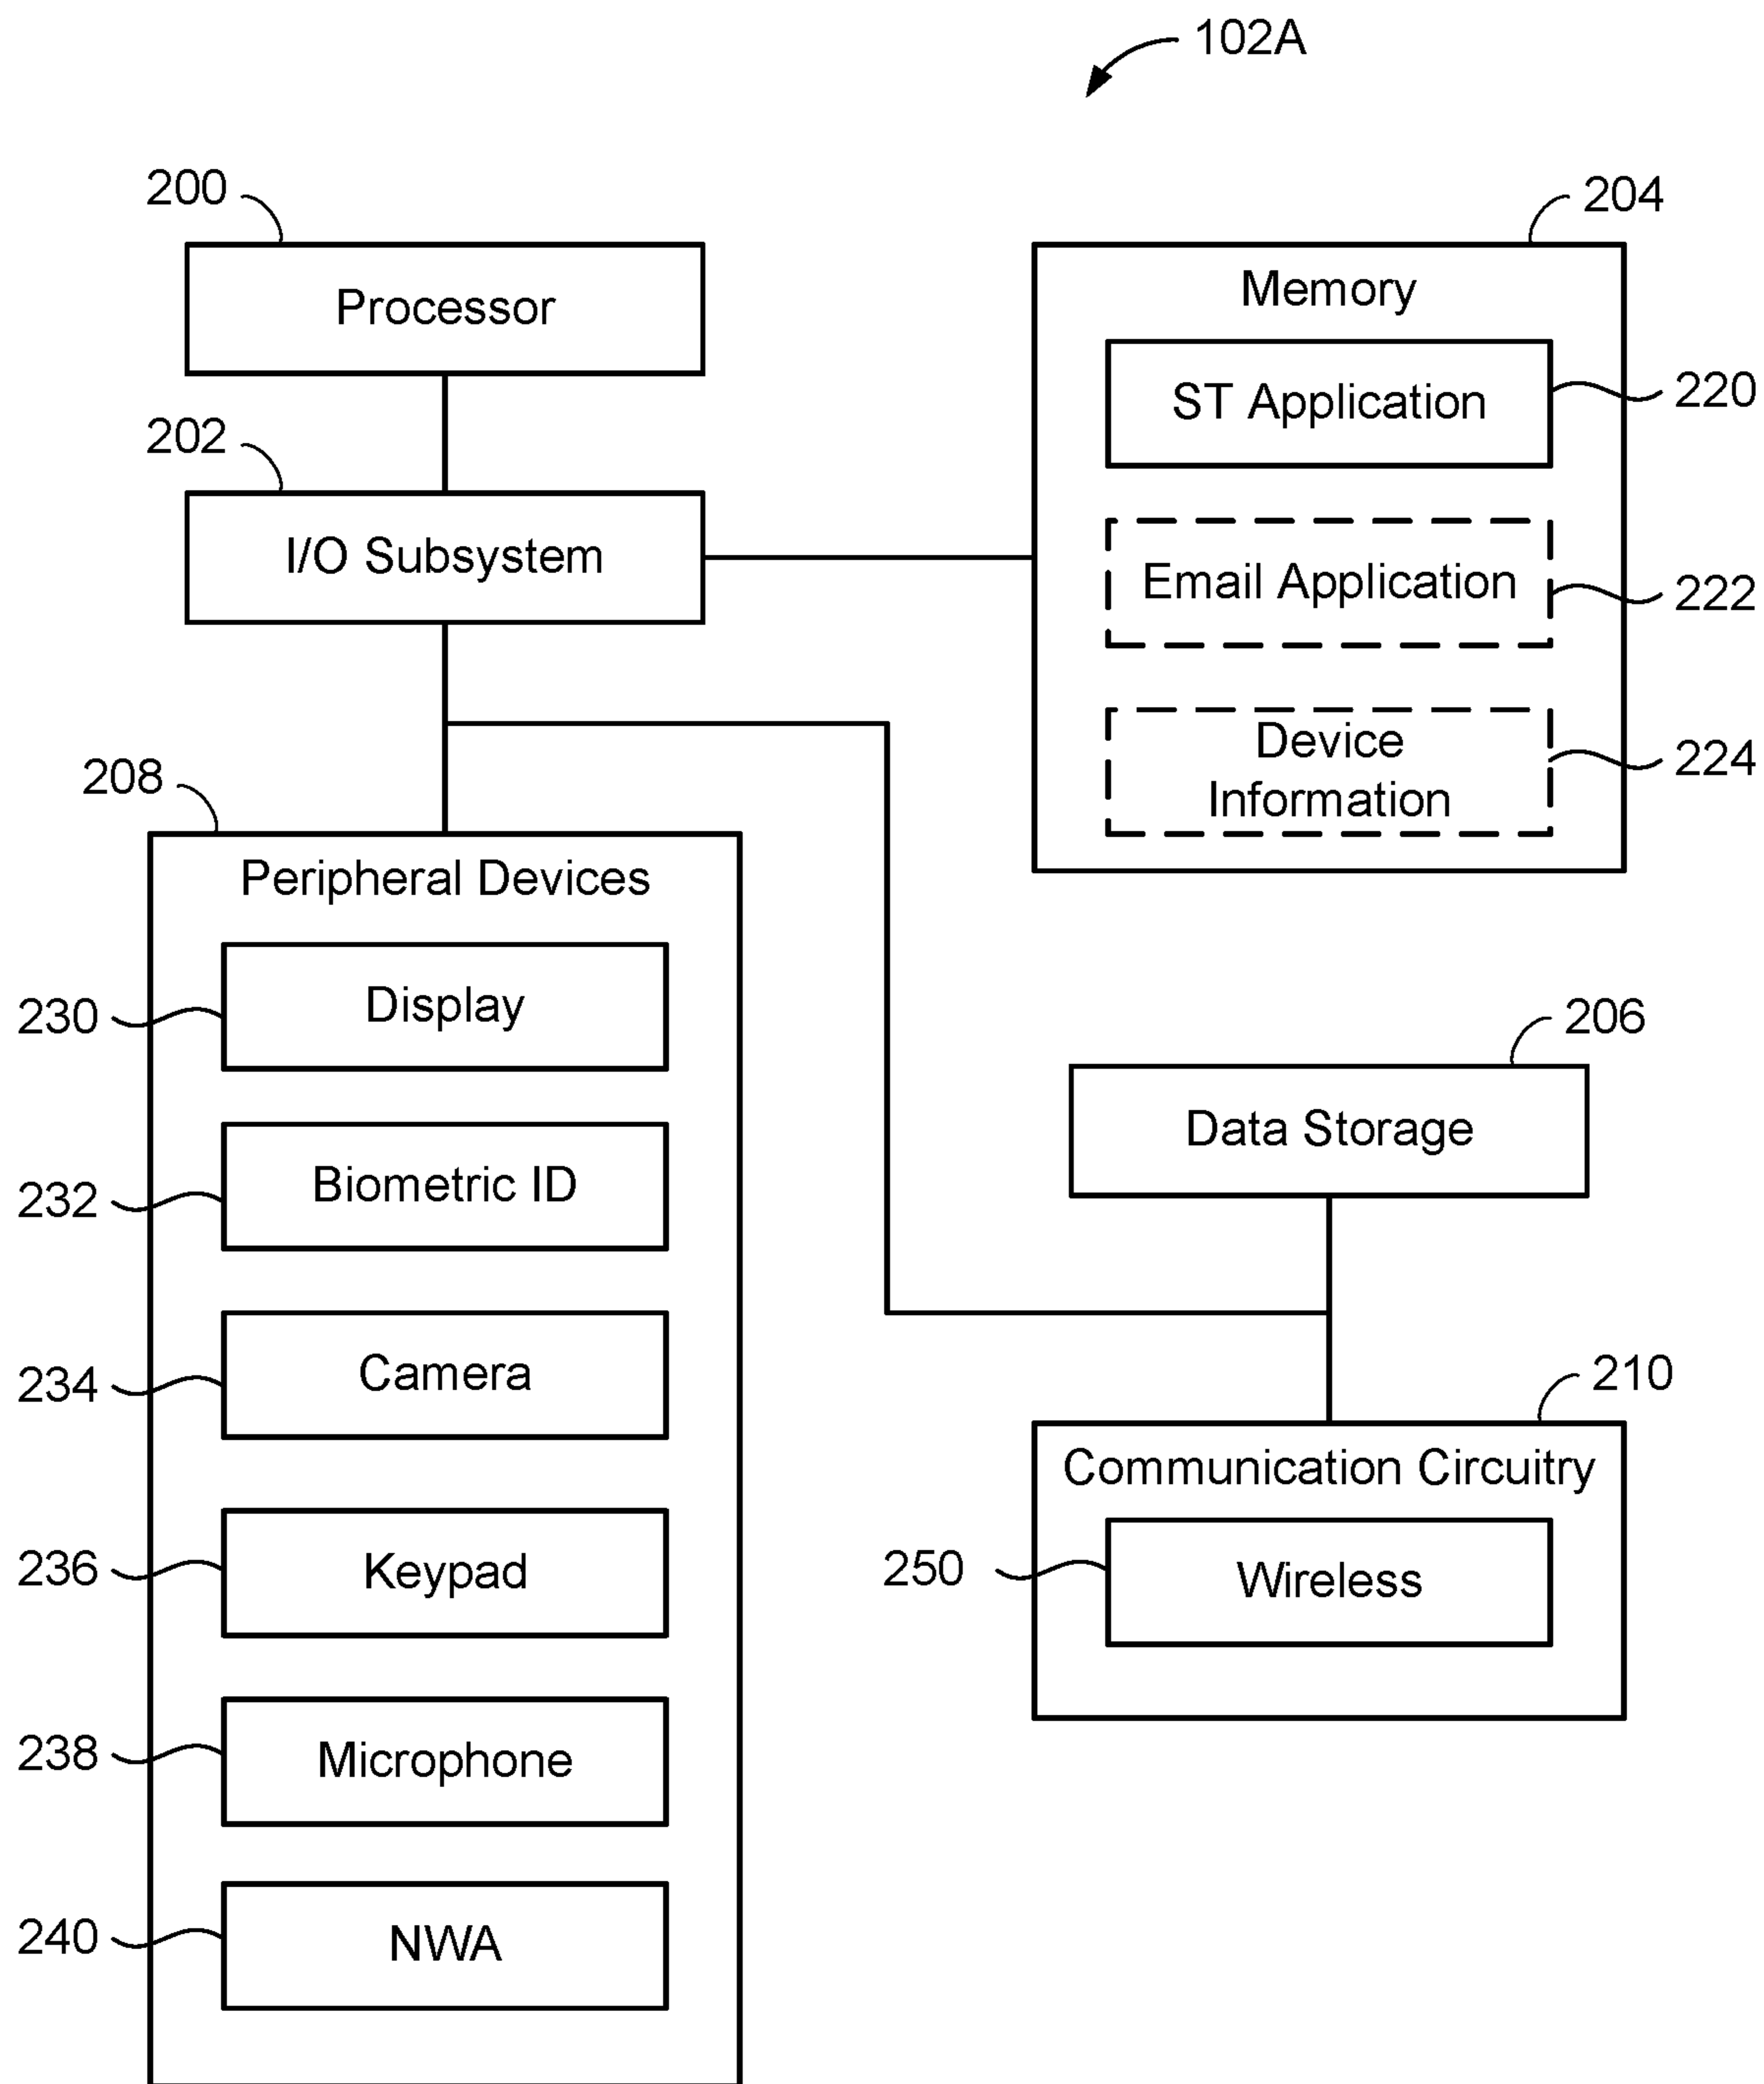 102A
200
204
Processor
Memory
ST Application
220
202
I/O Subsystem
Email Application
222
Device
Information
224
208
Peripheral Devices
Display
230
206
Data Storage
Biometric ID
232
Camera
234
210
Communication Circuitry
Keypad
236
250
Wireless
Microphone
238
NWA
240